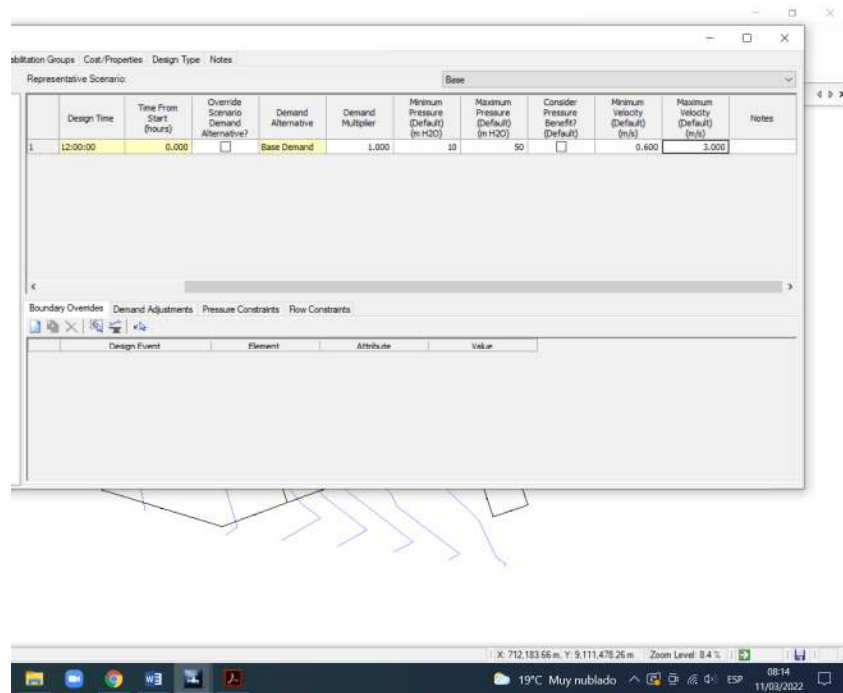 abilitation Groups Cost/Properties Design Type Notes
Representative Scenario: Base
Design Time Time From Start (hours) Override Scenario Demand Alternative? Demand Alternative Demand Multiplier Minimum Pressure (Default) (m H2O) Maximum Pressure (Default) (m H2O) Consider Pressure Benefit? (Default) Minimum Velocity (Default) (m/s) Maximum Velocity (Default) (m/s) Notes
1 12:00:00 0.000 Base Demand 1.000 10 50 0.600 3.000
Boundary Overrides Demand Adjustments Pressure Constraints Flow Constraints
Design Event Element Attribute Value
X: 712,183.66 m, Y: 9,111,478.26 m Zoom Level: 8.4 %
19°C Muy nublado ESP 08:14
11/03/2022